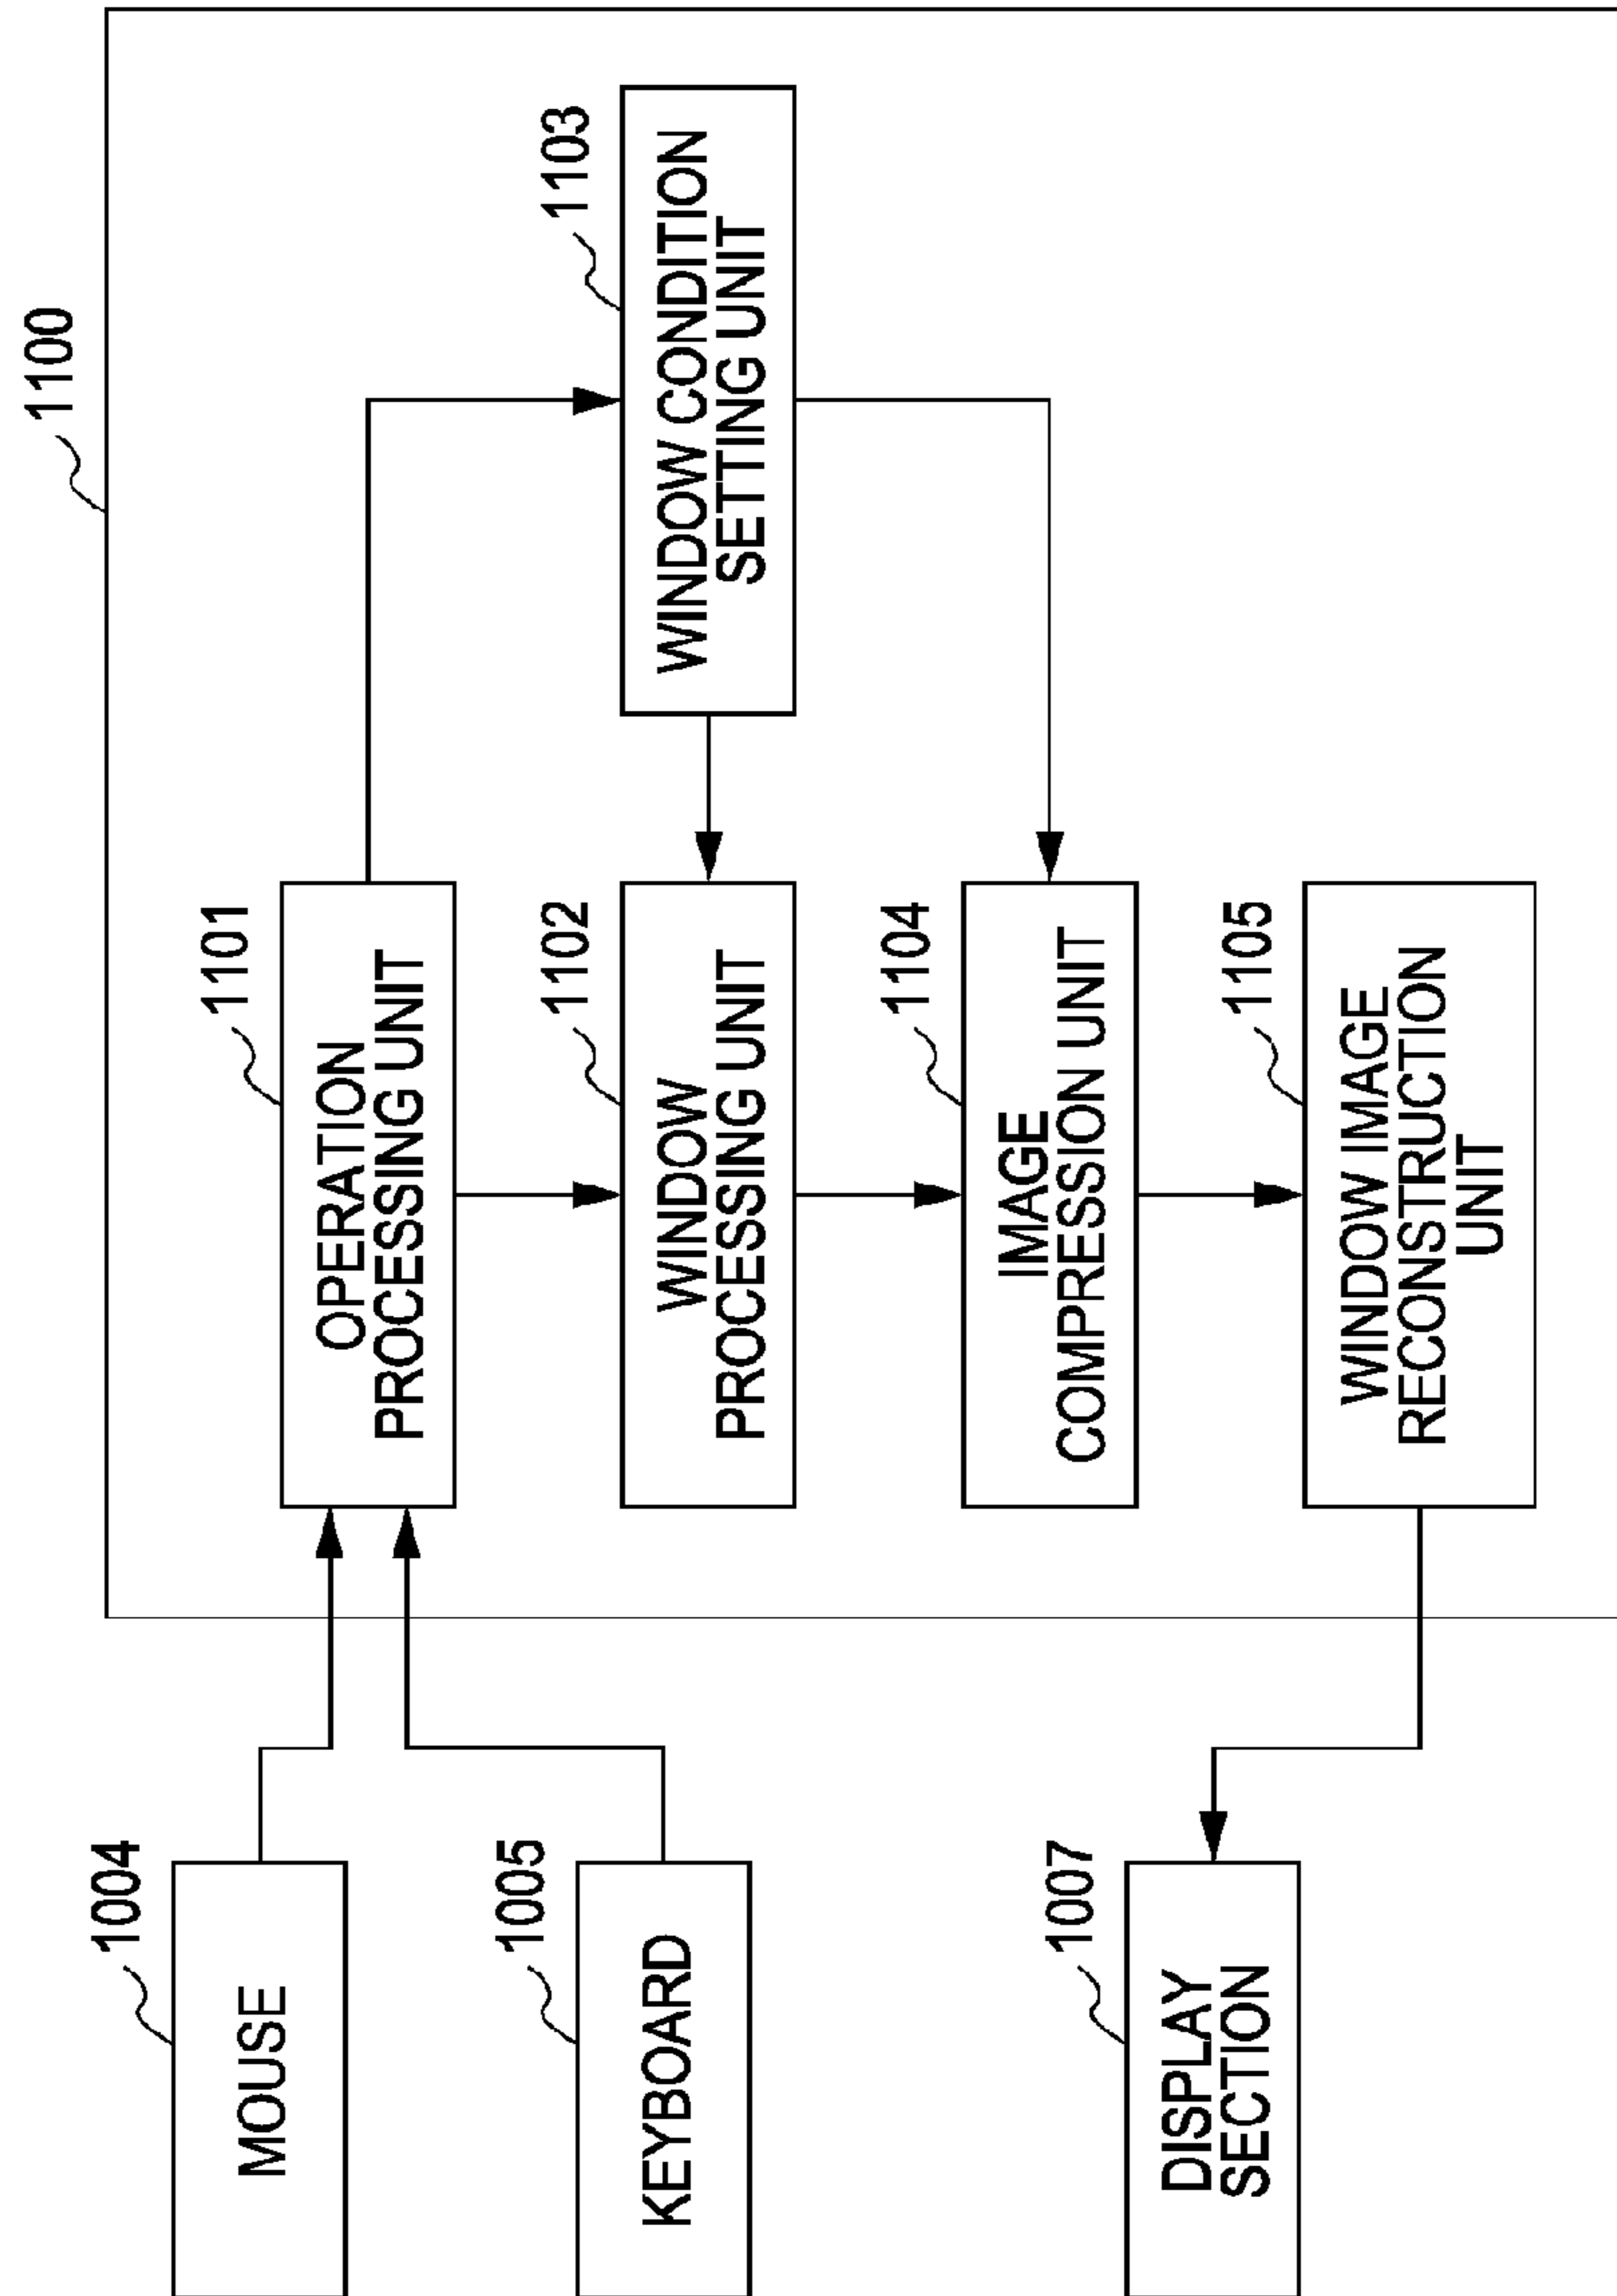 1100
1004
MOUSE
1101
OPERATION
PROCESSING UNIT
1103
WINDOW CONDITION
SETTING UNIT
1005
KEYBOARD
1102
WINDOW
PROCESSING UNIT
1104
IMAGE
COMPRESSION UNIT
1007
DISPLAY
SECTION
1105
WINDOW IMAGE
RECONSTRUCTION
UNIT